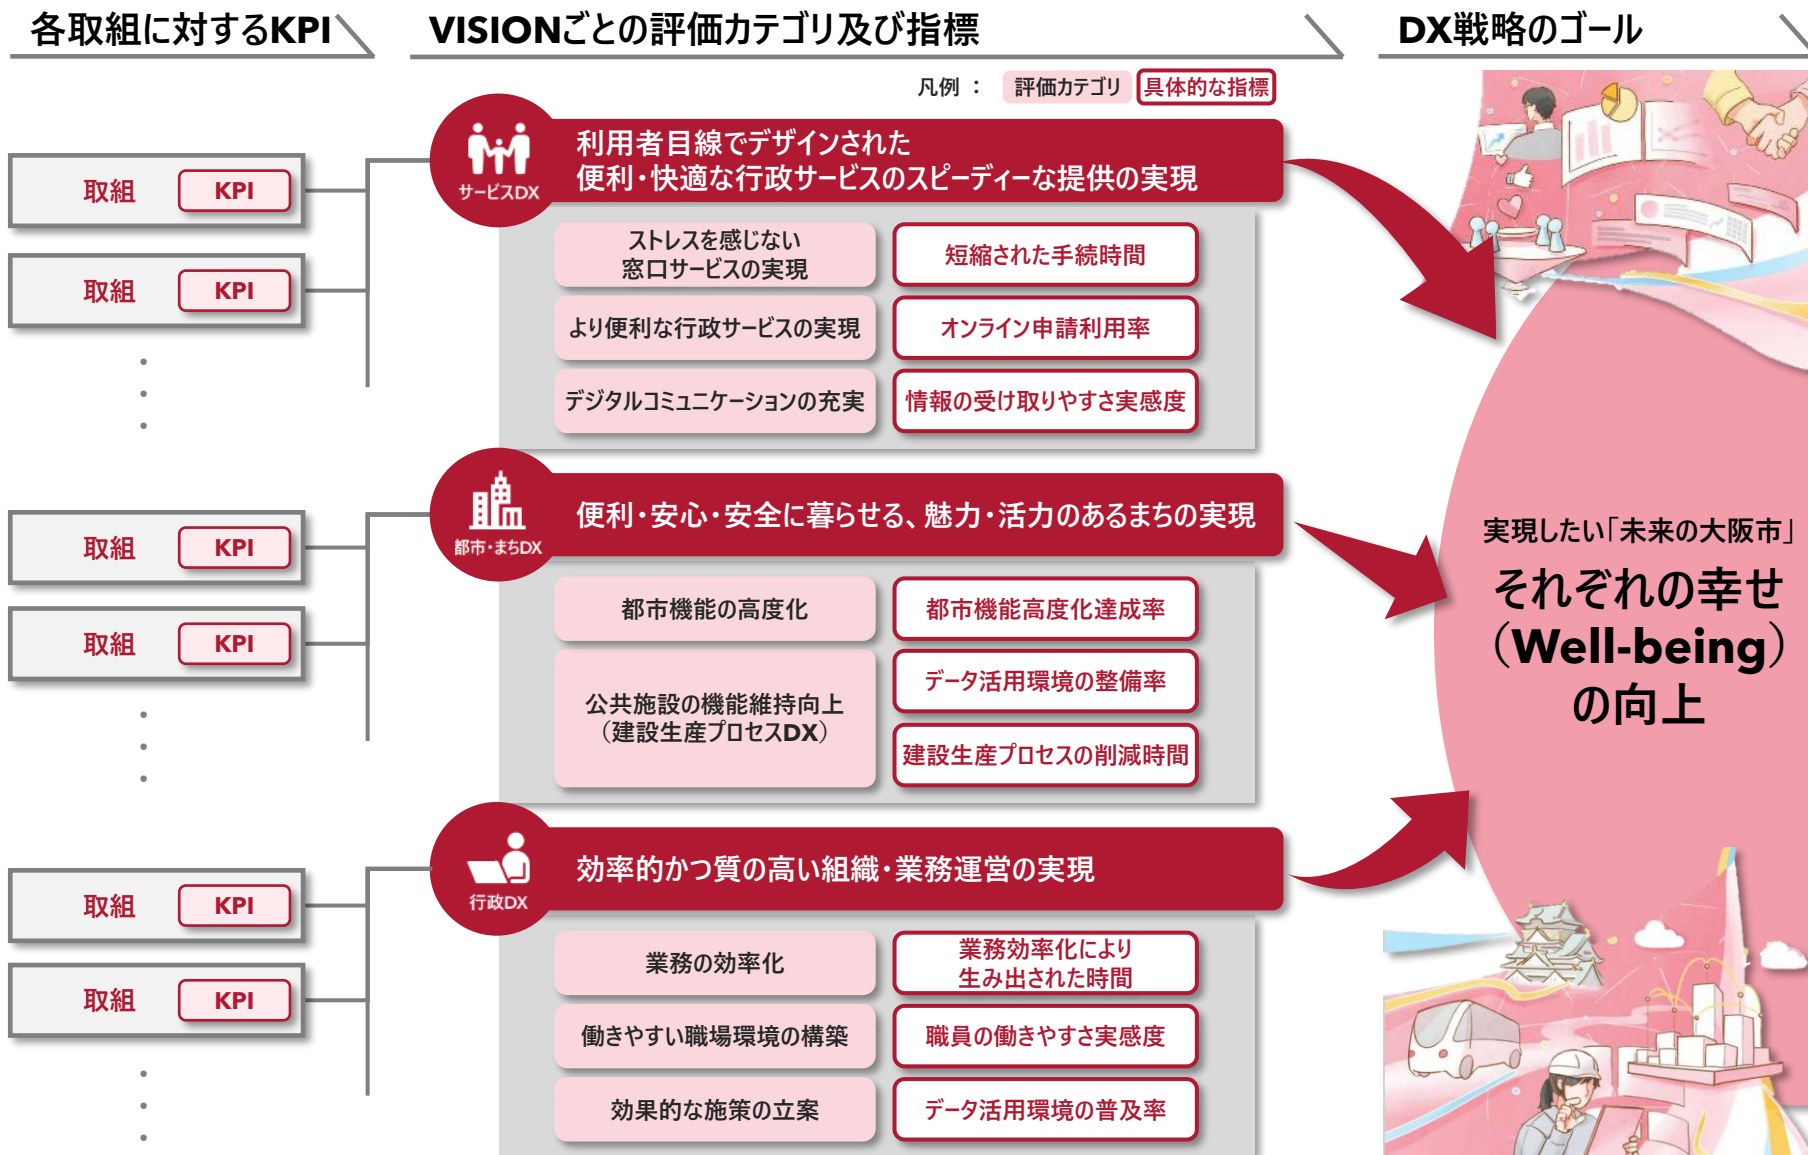 各取組に対するKPI
VISIONごとの評価カテゴリ及び指標
DX戦略のゴール
凡例 ： 評価カテゴリ 具体的な指標
取組 KPI
取組 KPI
サービスDX
利用者目線でデザインされた
便利・快適な行政サービスのスピーディーな提供の実現
ストレスを感じない
窓口サービスの実現
短縮された手続時間
より便利な行政サービスの実現
オンライン申請利用率
デジタルコミュニケーションの充実
情報の受け取りやすさ実感度
取組 KPI
取組 KPI
都市・まちDX
便利・安心・安全に暮らせる、魅力・活力のあるまちの実現
都市機能の高度化
都市機能高度化達成率
公共施設の機能維持向上
（建設生産プロセスDX）
データ活用環境の整備率
建設生産プロセスの削減時間
取組 KPI
取組 KPI
行政DX
効率的かつ質の高い組織・業務運営の実現
業務の効率化
業務効率化により
生み出された時間
働きやすい職場環境の構築
職員の働きやすさ実感度
効果的な施策の立案
データ活用環境の普及率
実現したい「未来の大阪市」
それぞれの幸せ
（Well-being）
の向上